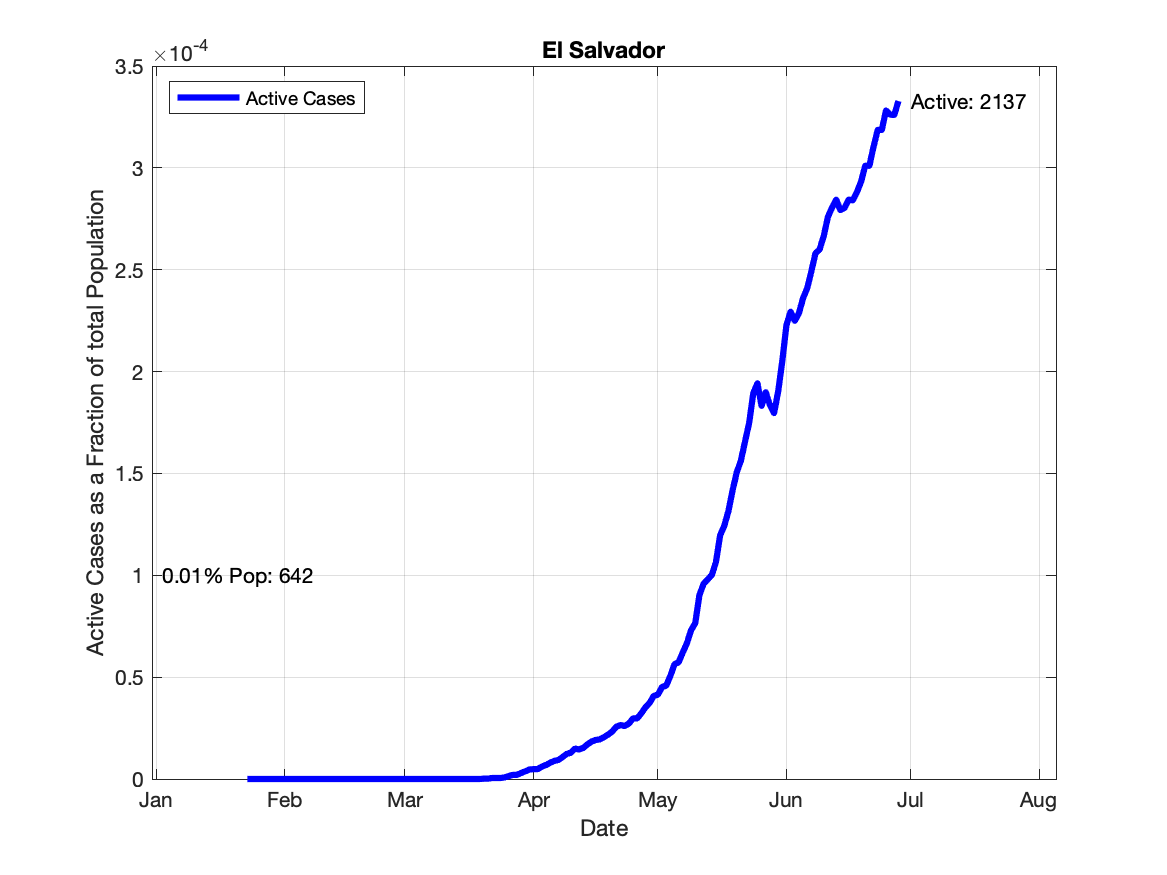 El Salvador
×10-4
3.5
3
2.5
2
1.5
1
0.5
0
Active Cases as a Fraction of total Population
Active Cases
Active: 2137
0.01% Pop: 642
Jan Feb Mar Apr May Jun Jul Aug
Date